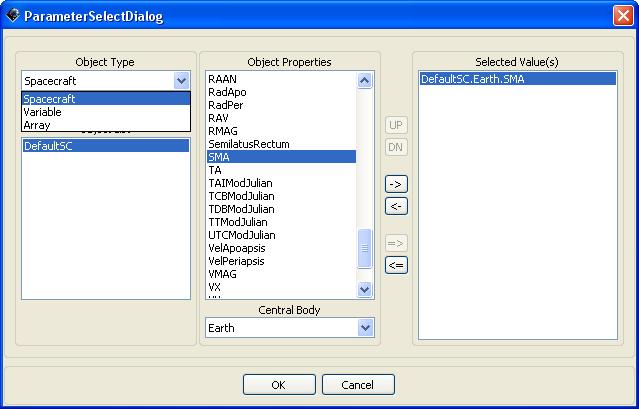 ParameterSelectDialog
Object Type
Spacecraft
Spacecraft
Variable
Array
DefaultSC
Object Properties
RAAN
RadApo
RadPer
RAV
RMAG
SemilatusRectum
SMA
TA
TAIModJulian
TCBModJulian
TDBModJulian
TTModJulian
UTCModJulian
VelApoapsis
VelPeriapsis
VMAG
VX
Central Body
Earth
UP
DN
->
<-
=>
<=
Selected Value(s)
DefaultSC.Earth.SMA
OK
Cancel